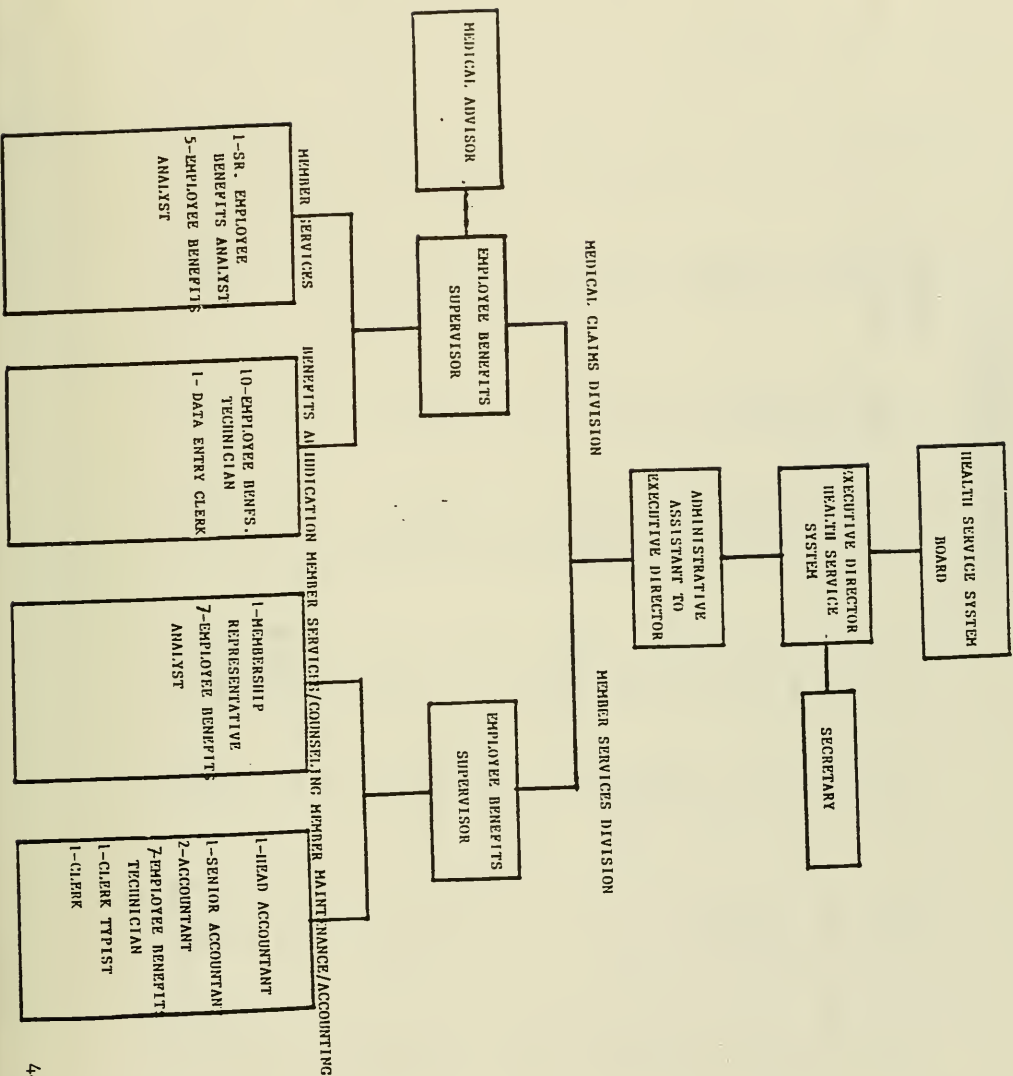 HEALTH SERVICE SYSTEM
BOARD
EXECUTIVE DIRECTOR
HEALTH SERVICE
SYSTEM
SECRETARY
ADMINISTRATIVE
ASSISTANT TO
EXECUTIVE DIRECTOR
MEDICAL CLAIMS DIVISION
MEMBER SERVICES DIVISION
MEDICAL ADVISOR
EMPLOYEE BENEFITS
SUPERVISOR
EMPLOYEE BENEFITS
SUPERVISOR
MEMBER SERVICES
1-SR. EMPLOYEE
BENEFITS ANALYST
5-EMPLOYEE BENEFITS
ANALYST
BENEFITS ADJUDICATION
10-EMPLOYEE BENFS.
TECHNICIAN
1- DATA ENTRY CLERK
MEMBER SERVICES/COUNSELING
1-MEMBERSHIP
REPRESENTATIVE
7-EMPLOYEE BENEFITS
ANALYST
MEMBER MAINTENANCE/ACCOUNTING
1-HEAD ACCOUNTANT
1-SENIOR ACCOUNTAN
2-ACCOUNTANT
7-EMPLOYEE BENEFITS
TECHNICIAN
1-CLERK TYPIST
1-CLERK
4